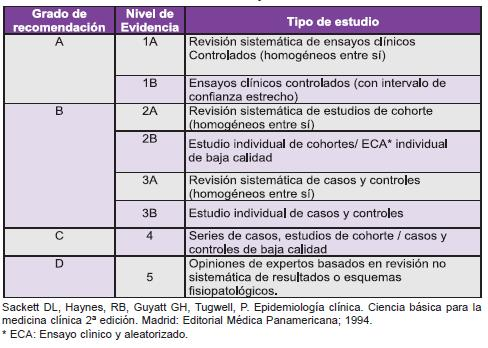 Grado de recomendación Nivel de Evidencia Tipo de estudio
A 1A Revisión sistemática de ensayos clínicos
Controlados (homogéneos entre sí)
1B Ensayos clínicos controlados (con intervalo de
confianza estrecho)
B 2A Revisión sistemática de estudios de cohorte
(homogéneos entre sí)
2B Estudio individual de cohortes/ ECA* individual
de baja calidad
3A Revisión sistemática de casos y controles
(homogéneos entre sí)
3B Estudio individual de casos y controles
C 4 Series de casos, estudios de cohorte / casos y
controles de baja calidad
D 5 Opiniones de expertos basados en revisión no
sistemática de resultados o esquemas
fisiopatológicos.
Sackett DL, Haynes, RB, Guyatt GH, Tugwell, P. Epidemiología clínica. Ciencia básica para la
medicina clínica 2ª edición. Madrid: Editorial Médica Panamericana; 1994.
* ECA: Ensayo clìnico y aleatorizado.